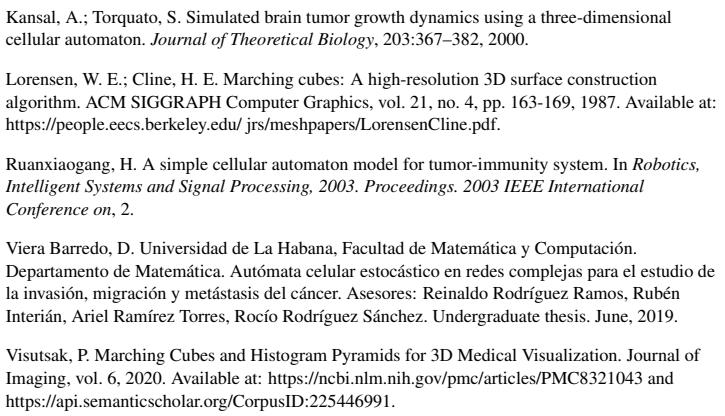 Kansal, A.; Torquato, S. Simulated brain tumor growth dynamics using a three-dimensional
cellular automaton. Journal of Theoretical Biology, 203:367–382, 2000.
Lorensen, W. E.; Cline, H. E. Marching cubes: A high-resolution 3D surface construction
algorithm. ACM SIGGRAPH Computer Graphics, vol. 21, no. 4, pp. 163-169, 1987. Available at:
https://people.eecs.berkeley.edu/ jrs/meshpapers/LorensenCline.pdf.
Ruanxiaogang, H. A simple cellular automaton model for tumor-immunity system. In Robotics,
Intelligent Systems and Signal Processing, 2003. Proceedings. 2003 IEEE International
Conference on, 2.
Viera Barredo, D. Universidad de La Habana, Facultad de Matemática y Computación.
Departamento de Matemática. Autómata celular estocástico en redes complejas para el estudio de
la invasión, migración y metástasis del cáncer. Asesores: Reinaldo Rodríguez Ramos, Rubén
Interián, Ariel Ramírez Torres, Rocío Rodríguez Sánchez. Undergraduate thesis. June, 2019.
Visutsak, P. Marching Cubes and Histogram Pyramids for 3D Medical Visualization. Journal of
Imaging, vol. 6, 2020. Available at: https://ncbi.nlm.nih.gov/pmc/articles/PMC8321043 and
https://api.semanticscholar.org/CorpusID:225446991.